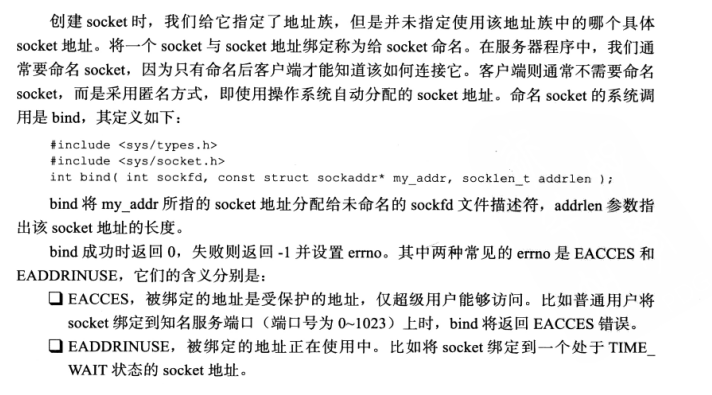 创建 socket 时，我们给它指定了地址族，但是并未指定使用该地址族中的哪个具体
socket 地址。将一个 socket 与 socket 地址绑定称为给 socket 命名。在服务器程序中，我们通
常要命名 socket，因为只有命名后客户端才能知道该如何连接它。客户端则通常不需要命名
socket，而是采用匿名方式，即使用操作系统自动分配的 socket 地址。命名 socket 的系统调
用是 bind，其定义如下：
#include <sys/types.h>
#include <sys/socket.h>
int bind( int sockfd, const struct sockaddr* my_addr, socklen_t addrlen );
bind 将 my_addr 所指的 socket 地址分配给未命名的 sockfd 文件描述符，addrlen 参数指
出该 socket 地址的长度。
bind 成功时返回 0，失败则返回 -1 并设置 errno。其中两种常见的 errno 是 EACCES 和
EADDRINUSE，它们的含义分别是：
❑ EACCES，被绑定的地址是受保护的地址，仅超级用户能够访问。比如普通用户将
socket 绑定到知名服务端口（端口号为 0~1023）上时，bind 将返回 EACCES 错误。
❑ EADDRINUSE，被绑定的地址正在使用中。比如将 socket 绑定到一个处于 TIME_
WAIT 状态的 socket 地址。